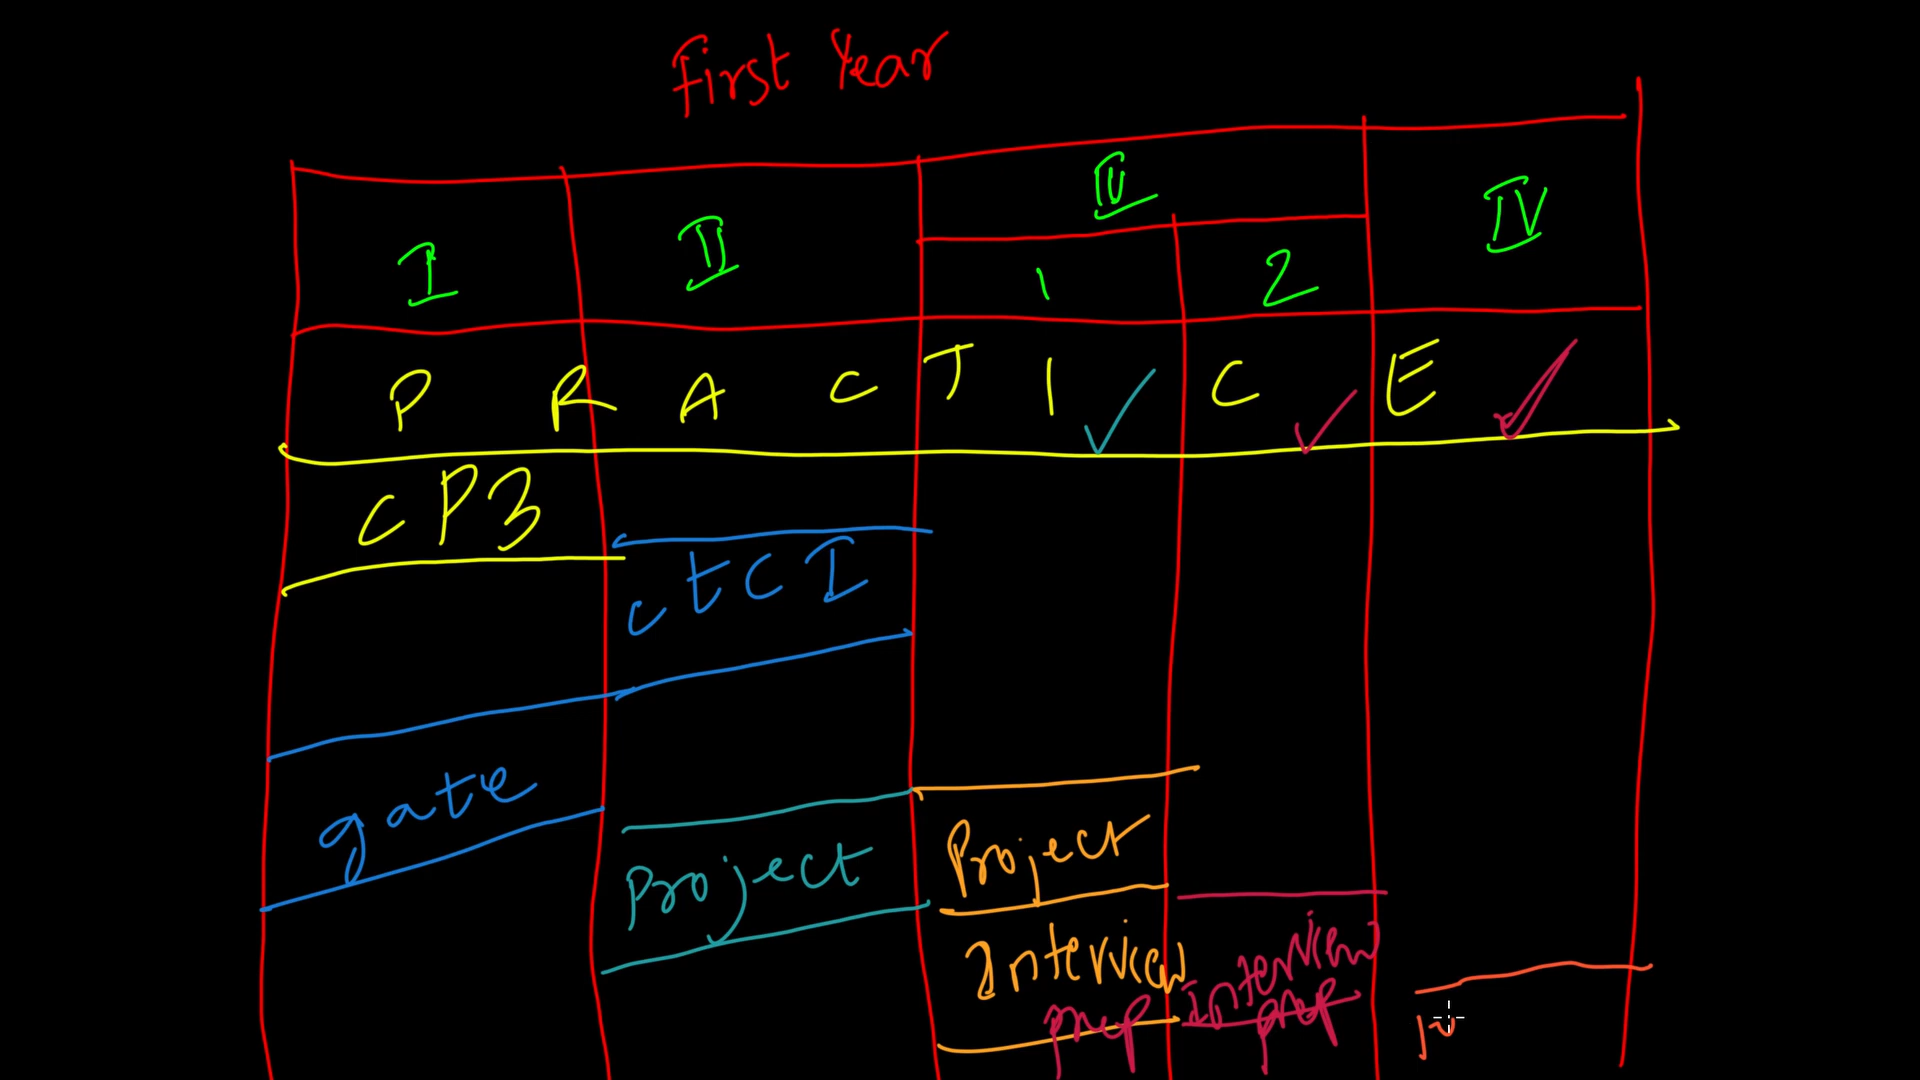 First Year
I II III IV
1 2
P R A C T I C E
CP3
ctCI
gate
Project Project
Interview interview
prep prep